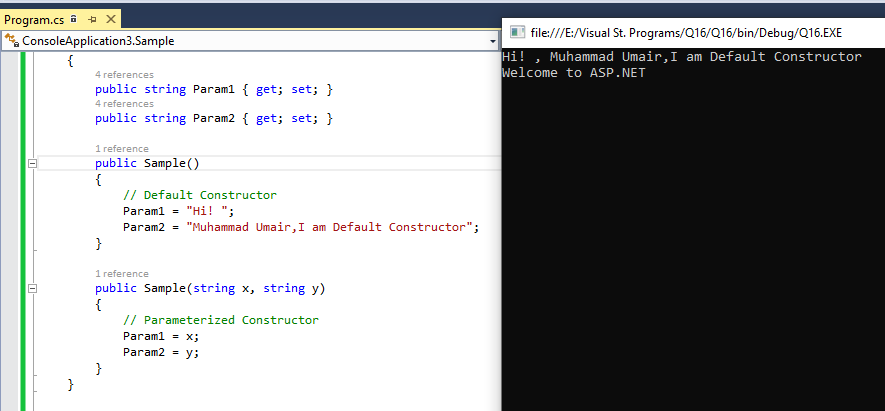 Program.cs
ConsoleApplication3.Sample
{
4 references
public string Param1 { get; set; }
4 references
public string Param2 { get; set; }
1 reference
public Sample()
{
// Default Constructor
Param1 = "Hi! ";
Param2 = "Muhammad Umair,I am Default Constructor";
}
1 reference
public Sample(string x, string y)
{
// Parameterized Constructor
Param1 = x;
Param2 = y;
}
}
file:///E:/Visual St. Programs/Q16/Q16/bin/Debug/Q16.EXE
Hi! , Muhammad Umair,I am Default Constructor
Welcome to ASP.NET